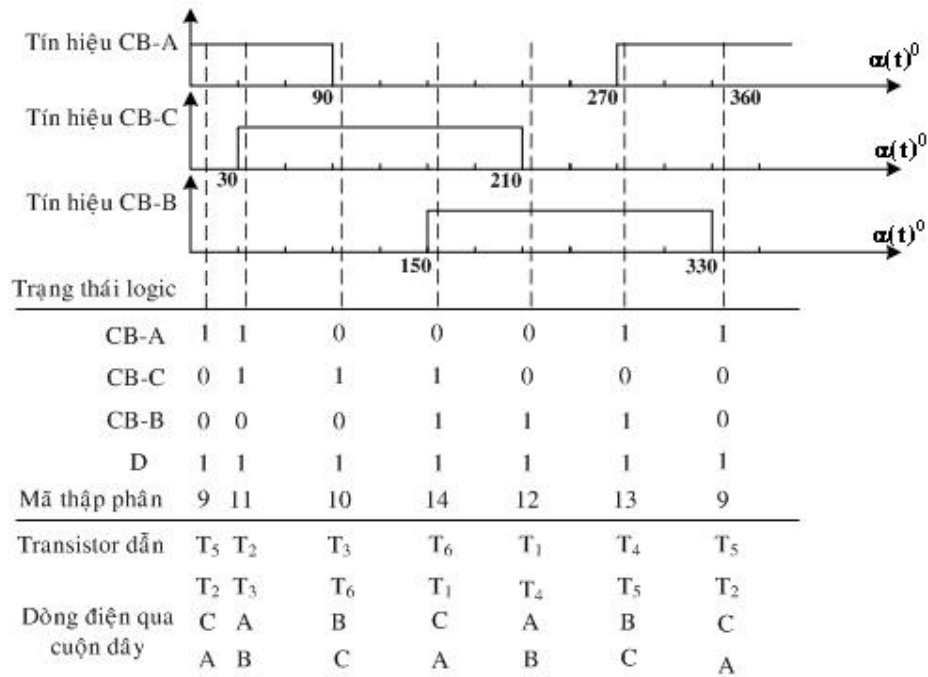 Tín hiệu CB-A
α(t)⁰
90
270
360
Tín hiệu CB-C
α(t)⁰
30
210
Tín hiệu CB-B
α(t)⁰
150
330
Trạng thái logic
CB-A 1 1 0 0 0 1 1
CB-C 0 1 1 1 0 0 0
CB-B 0 0 0 1 1 1 0
D 1 1 1 1 1 1 1
Mã thập phân 9 11 10 14 12 13 9
Transistor dẫn T₅ T₂ T₃ T₆ T₁ T₄ T₅
T₂ T₃ T₆ T₁ T₄ T₅ T₂
Dòng điện qua C A B C A B C
cuộn dây A B C A B C A